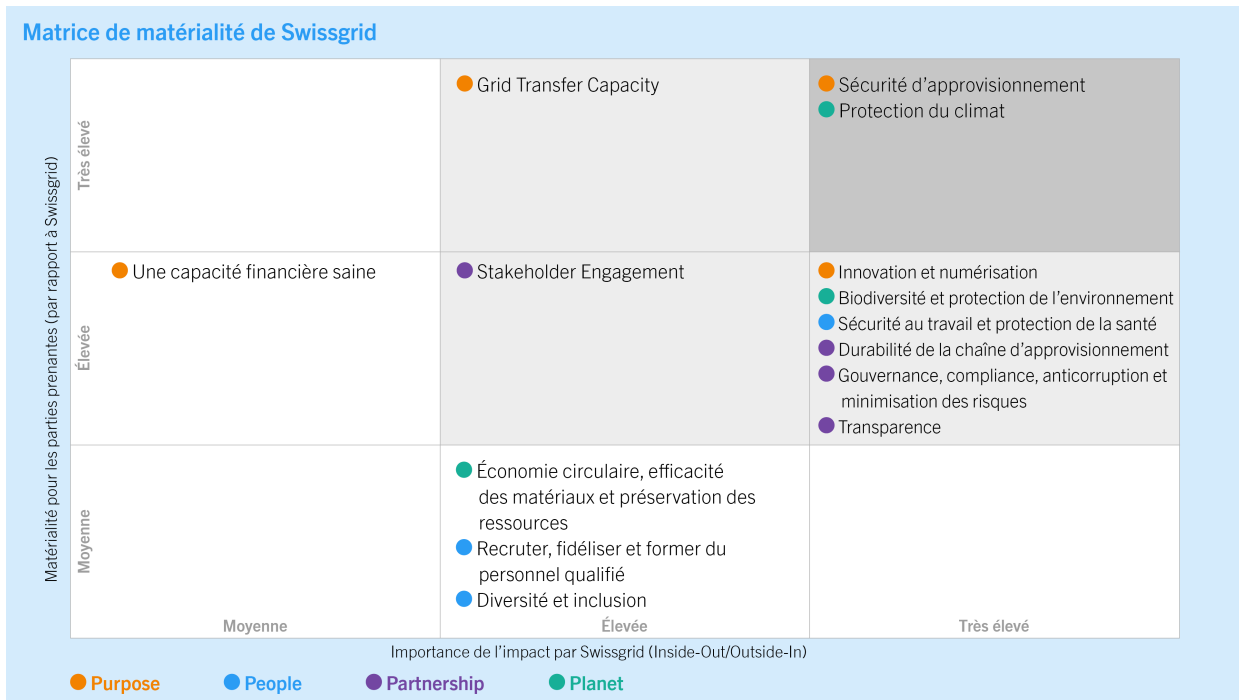 Matrice de matérialité de Swissgrid
Matérialité pour les parties prenantes (par rapport à Swissgrid)
Très élevé
Grid Transfer Capacity
Sécurité d'approvisionnement
Protection du climat
Élevée
Une capacité financière saine
Stakeholder Engagement
Innovation et numérisation
Biodiversité et protection de l'environnement
Sécurité au travail et protection de la santé
Durabilité de la chaîne d'approvisionnement
Gouvernance, compliance, anticorruption et
minimisation des risques
Transparence
Moyenne
Économie circulaire, efficacité
des matériaux et préservation des
ressources
Recruter, fidéliser et former du
personnel qualifié
Diversité et inclusion
Moyenne
Élevée
Très élevé
Importance de l'impact par Swissgrid (Inside-Out/Outside-In)
Purpose
People
Partnership
Planet